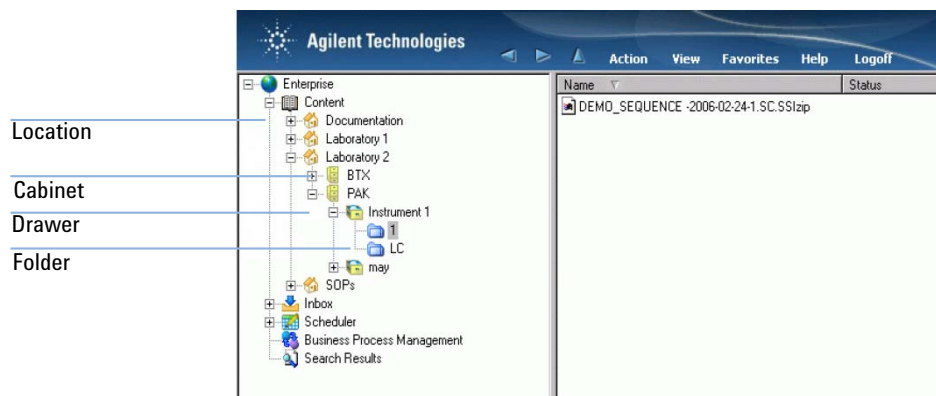 Agilent Technologies
Action View Favorites Help Logoff
Enterprise
Content
Documentation
Laboratory 1
Laboratory 2
BTX
PAK
Instrument 1
1
LC
may
SOPs
Inbox
Scheduler
Business Process Management
Search Results
Name Status
DEMO_SEQUENCE -2006-02-24-1.SC.SSIzip
Location
Cabinet
Drawer
Folder